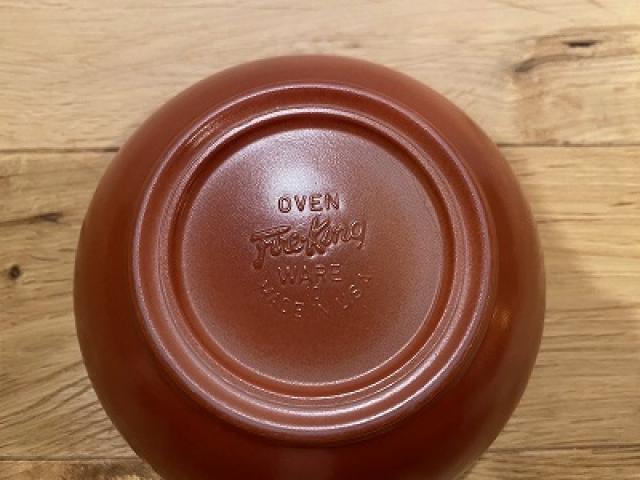 OVEN
Fire-King
WARE
MADE IN USA